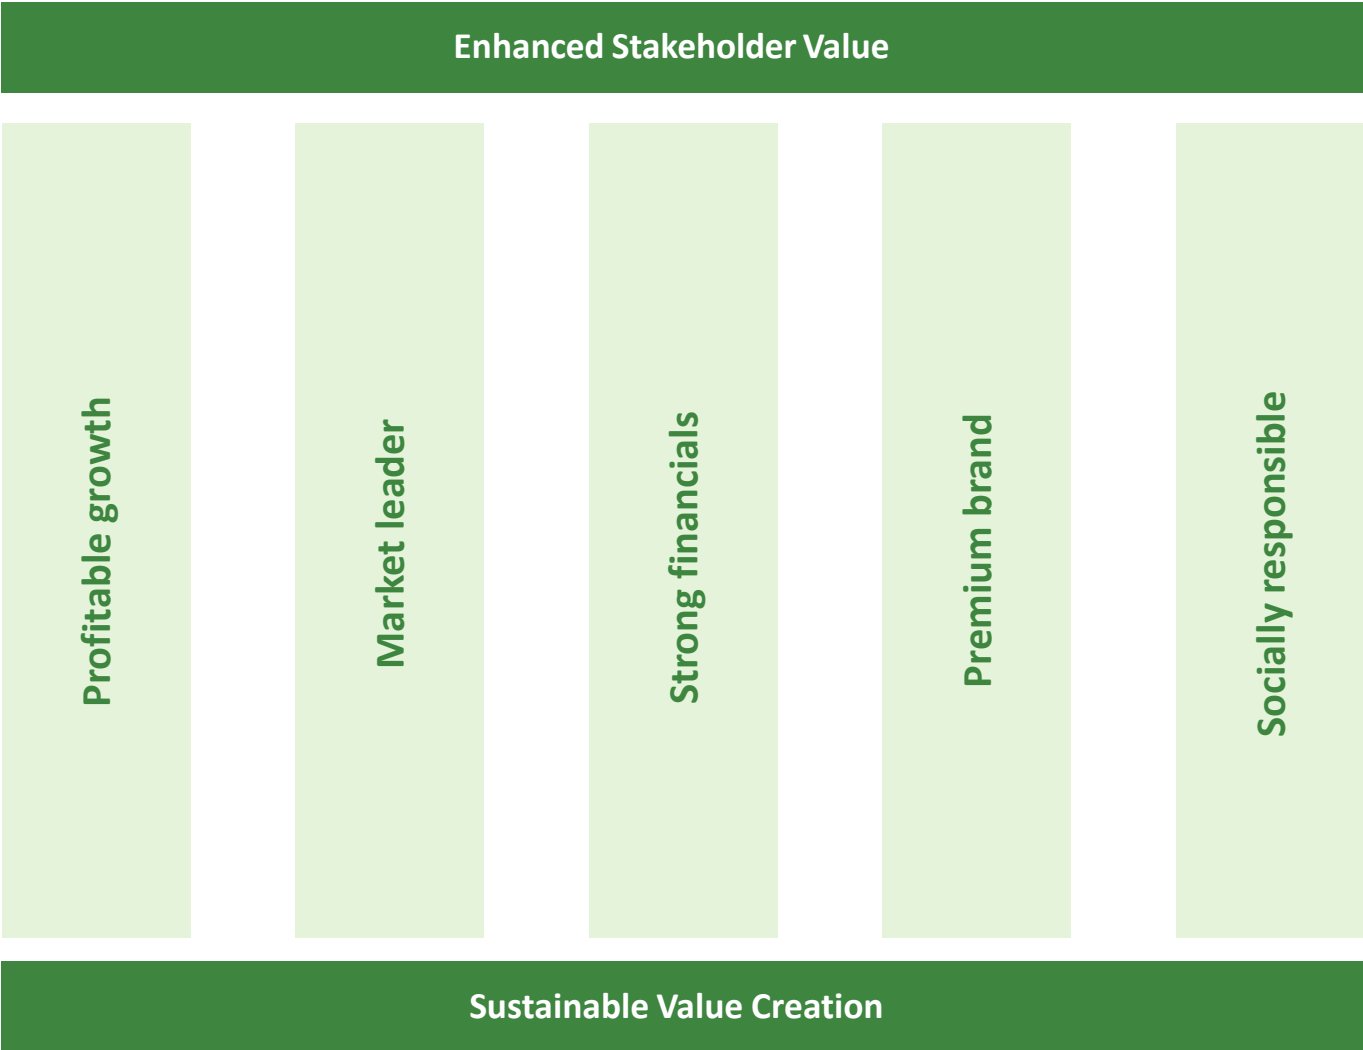 Enhanced Stakeholder Value
Profitable growth
Market leader
Strong financials
Premium brand
Socially responsible
Sustainable Value Creation